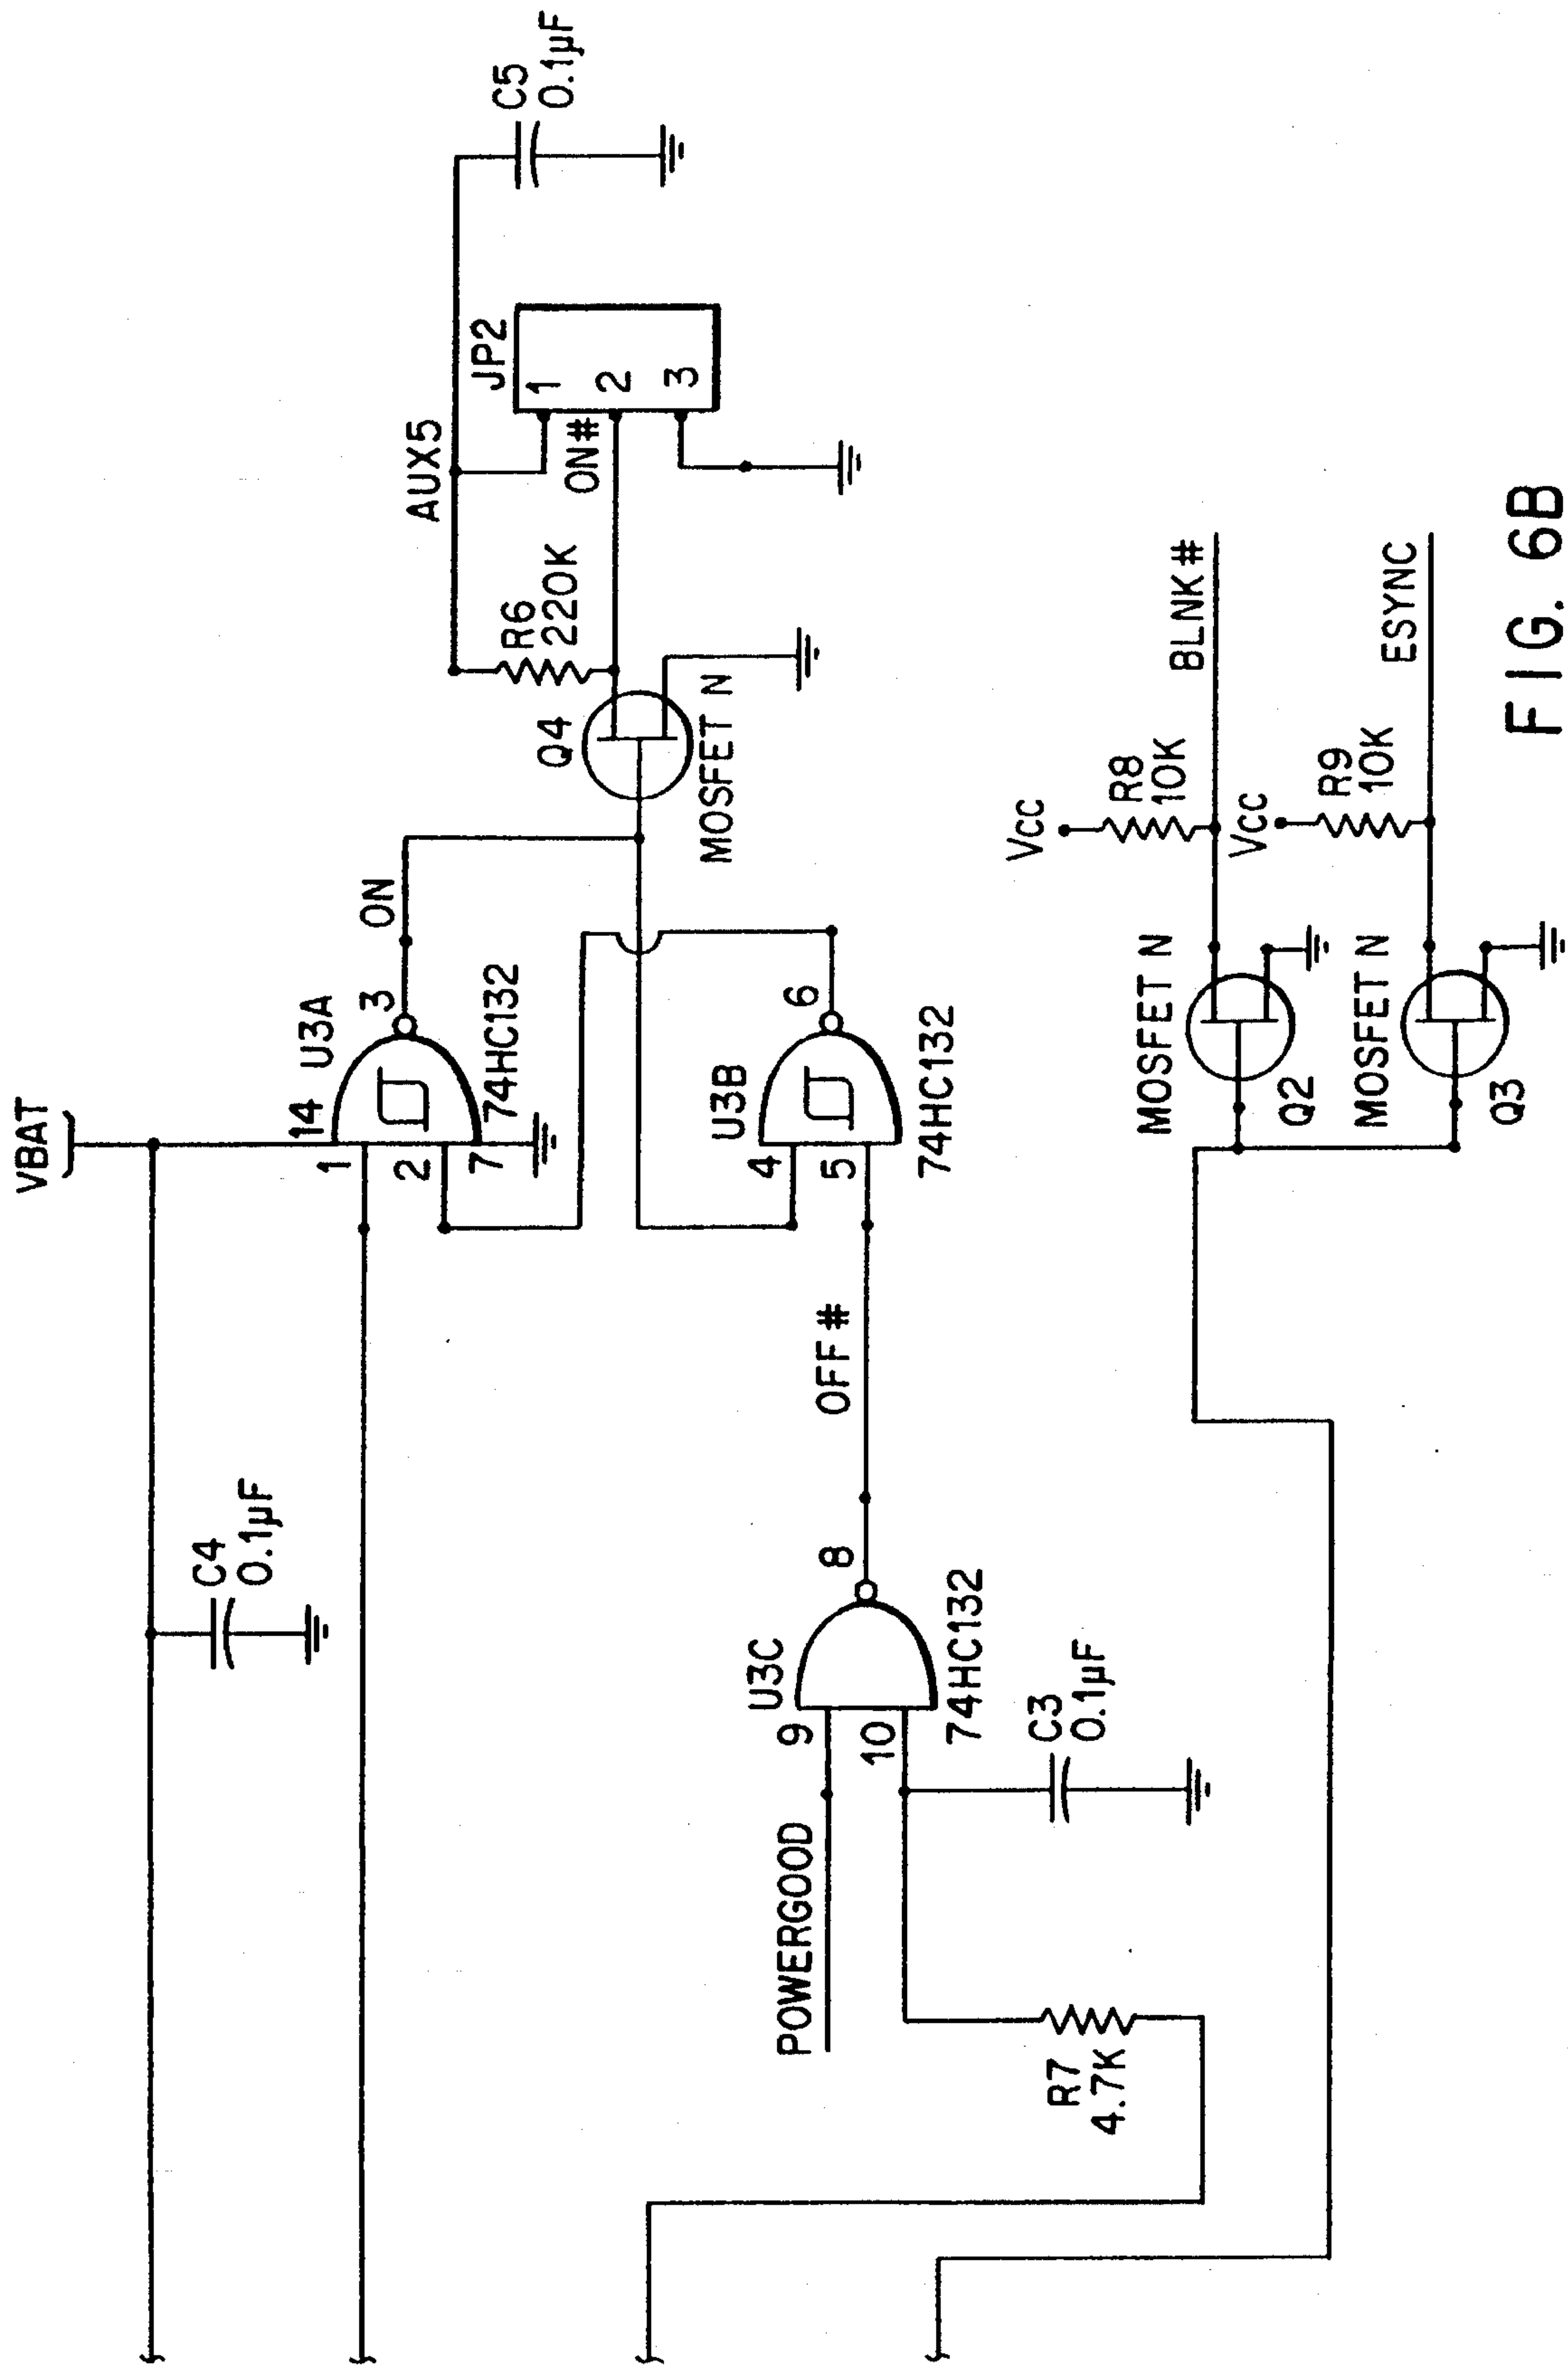 VBAT
C4
0.1µF
14
U3A
1
2
7
3
74HC132
ON
AUX5
C5
0.1µF
JP2
1
2
3
ON#
R6
220K
Q4
MOSFET N
U3B
4
5
6
74HC132
OFF#
POWERGOOD
U3C
9
10
8
74HC132
C3
0.1µF
R7
4.7K
MOSFET N
Q2
Vcc
R8
10K
BLNK#
MOSFET N
Q3
Vcc
R9
10K
ESYNC
FIG. 6B